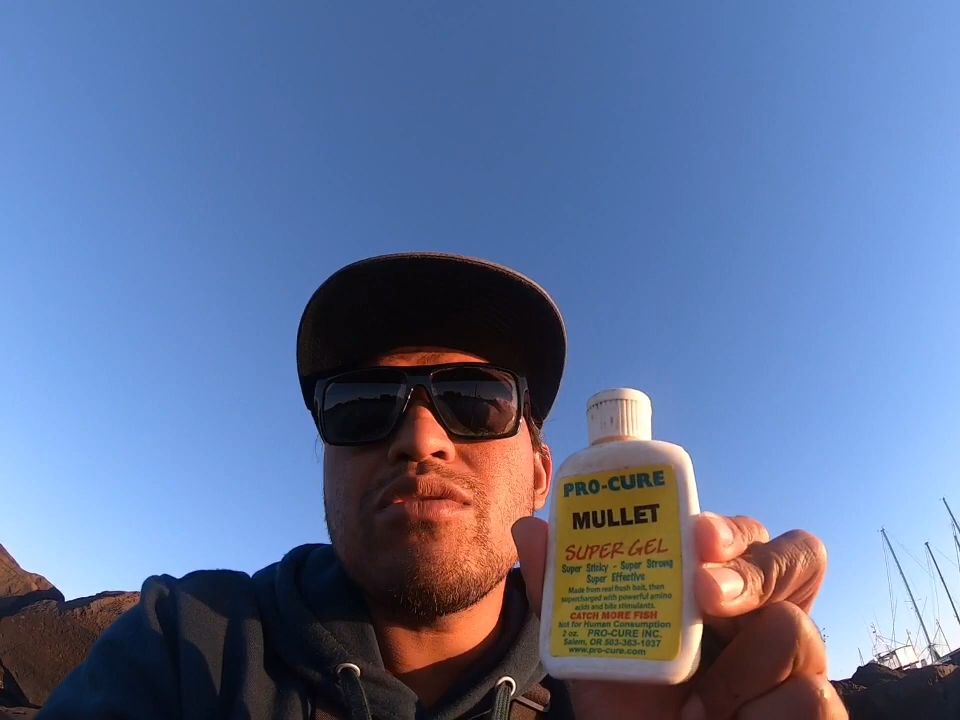 PRO-CURE
MULLET
SUPER GEL
Super Stinky - Super Strong
Super Effective
Made from real fresh bait, then
supercharged with powerful amino
acids and bite stimulants.
CATCH MORE FISH
Not for Human Consumption
2 oz. PRO-CURE INC.
Salem, OR 503-363-1037
www.pro-cure.com